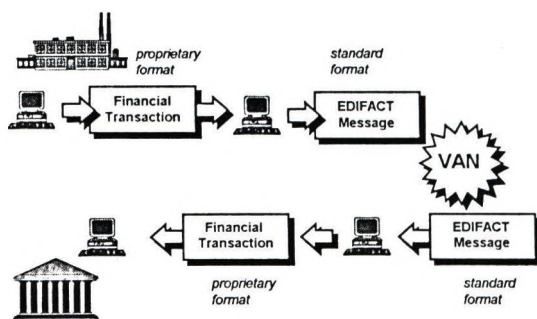 proprietary
format
standard
format
Financial
Transaction
EDIFACT
Message
VAN
Financial
Transaction
EDIFACT
Message
proprietary
format
standard
format